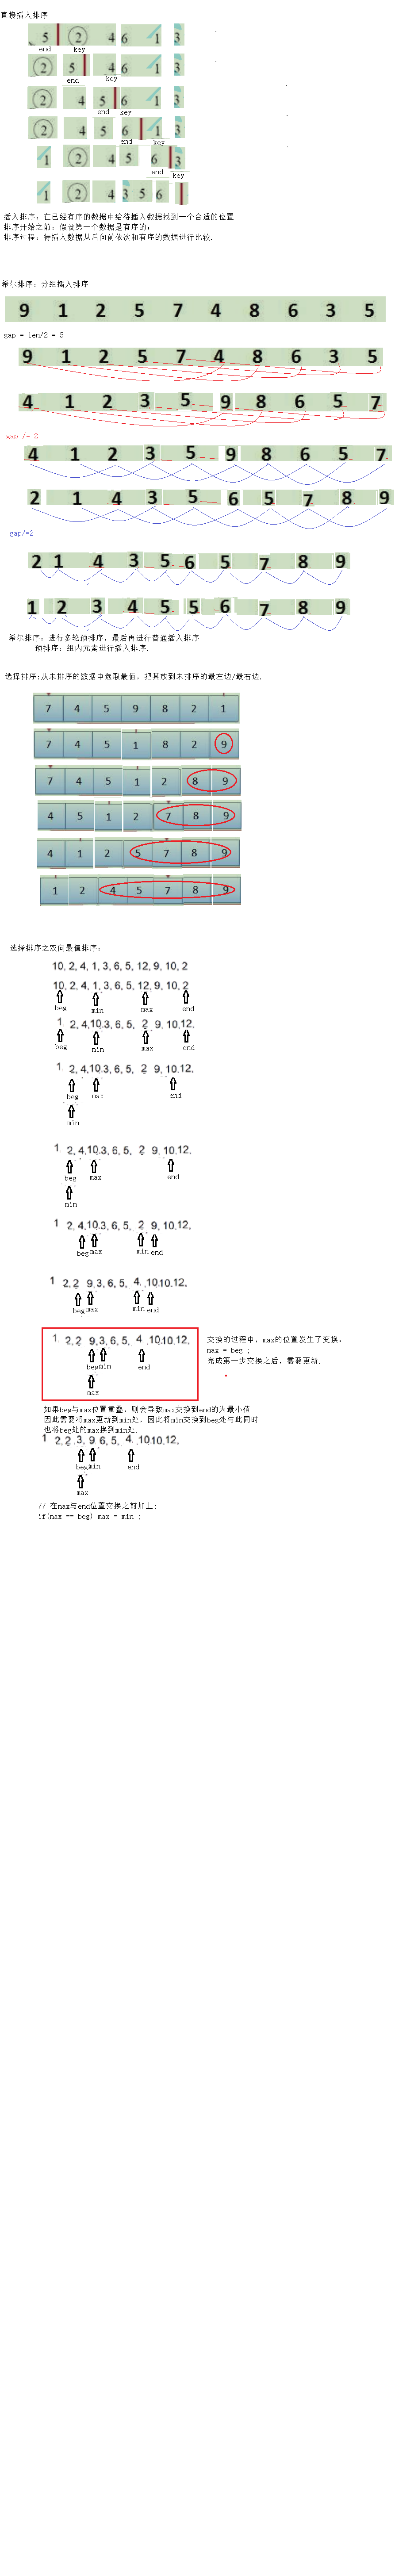 直接插入排序
5 ② 4 6 1 3
end key
② 5 4 6 1 3
end key
② 4 5 6 1 3
end key
② 4 5 6 1 3
end key
1 ② 4 5 6 3
end key
1 ② 4 3 5 6
插入排序：在已经有序的数据中给待插入数据找到一个合适的位置
排序开始之前：假设第一个数据是有序的；
排序过程：待插入数据从后向前依次和有序的数据进行比较.
希尔排序：分组插入排序
9 1 2 5 7 4 8 6 3 5
gap = len/2 = 5
9 1 2 5 7 4 8 6 3 5
4 1 2 3 5 9 8 6 5 7
gap /= 2
4 1 2 3 5 9 8 6 5 7
2 1 4 3 5 6 5 7 8 9
gap/=2
2 1 4 3 5 6 5 7 8 9
1 2 3 4 5 5 6 7 8 9
希尔排序：进行多轮预排序，最后再进行普通插入排序
预排序：组内元素进行插入排序.
选择排序;从未排序的数据中选取最值，把其放到未排序的最左边/最右边.
7 4 5 9 8 2 1
7 4 5 1 8 2 9
7 4 5 1 2 8 9
4 5 1 2 7 8 9
4 1 2 5 7 8 9
1 2 4 5 7 8 9
选择排序之双向最值排序：
10, 2, 4, 1, 3, 6, 5, 12, 9, 10, 2
10, 2, 4, 1, 3, 6, 5, 12, 9, 10, 2
beg min max end
1 2, 4, 10, 3, 6, 5, 2 9, 10, 12,
beg min max end
1 2, 4, 10, 3, 6, 5, 2 9, 10, 12,
beg max end
min
1 2, 4, 10, 3, 6, 5, 2 9, 10, 12,
beg max end
min
1 2, 4, 10, 3, 6, 5, 2 9, 10, 12,
beg max min end
1 2, 2 9, 3, 6, 5, 4 , 10, 10, 12,
beg max min end
1 2, 2 9, 3, 6, 5, 4 , 10, 10, 12,
beg min end
max
交换的过程中，max的位置发生了变换，
max = beg ;
完成第一步交换之后，需要更新.
如果beg与max位置重叠，则会导致max交换到end的为最小值
因此需要将max更新到min处，因此将min交换到beg处与此同时
也将beg处的max换到min处.
1 2, 2 3, 9 6, 5, 4 , 10, 10, 12,
beg min end
max
// 在max与end位置交换之前加上:
if(max == beg) max = min ;